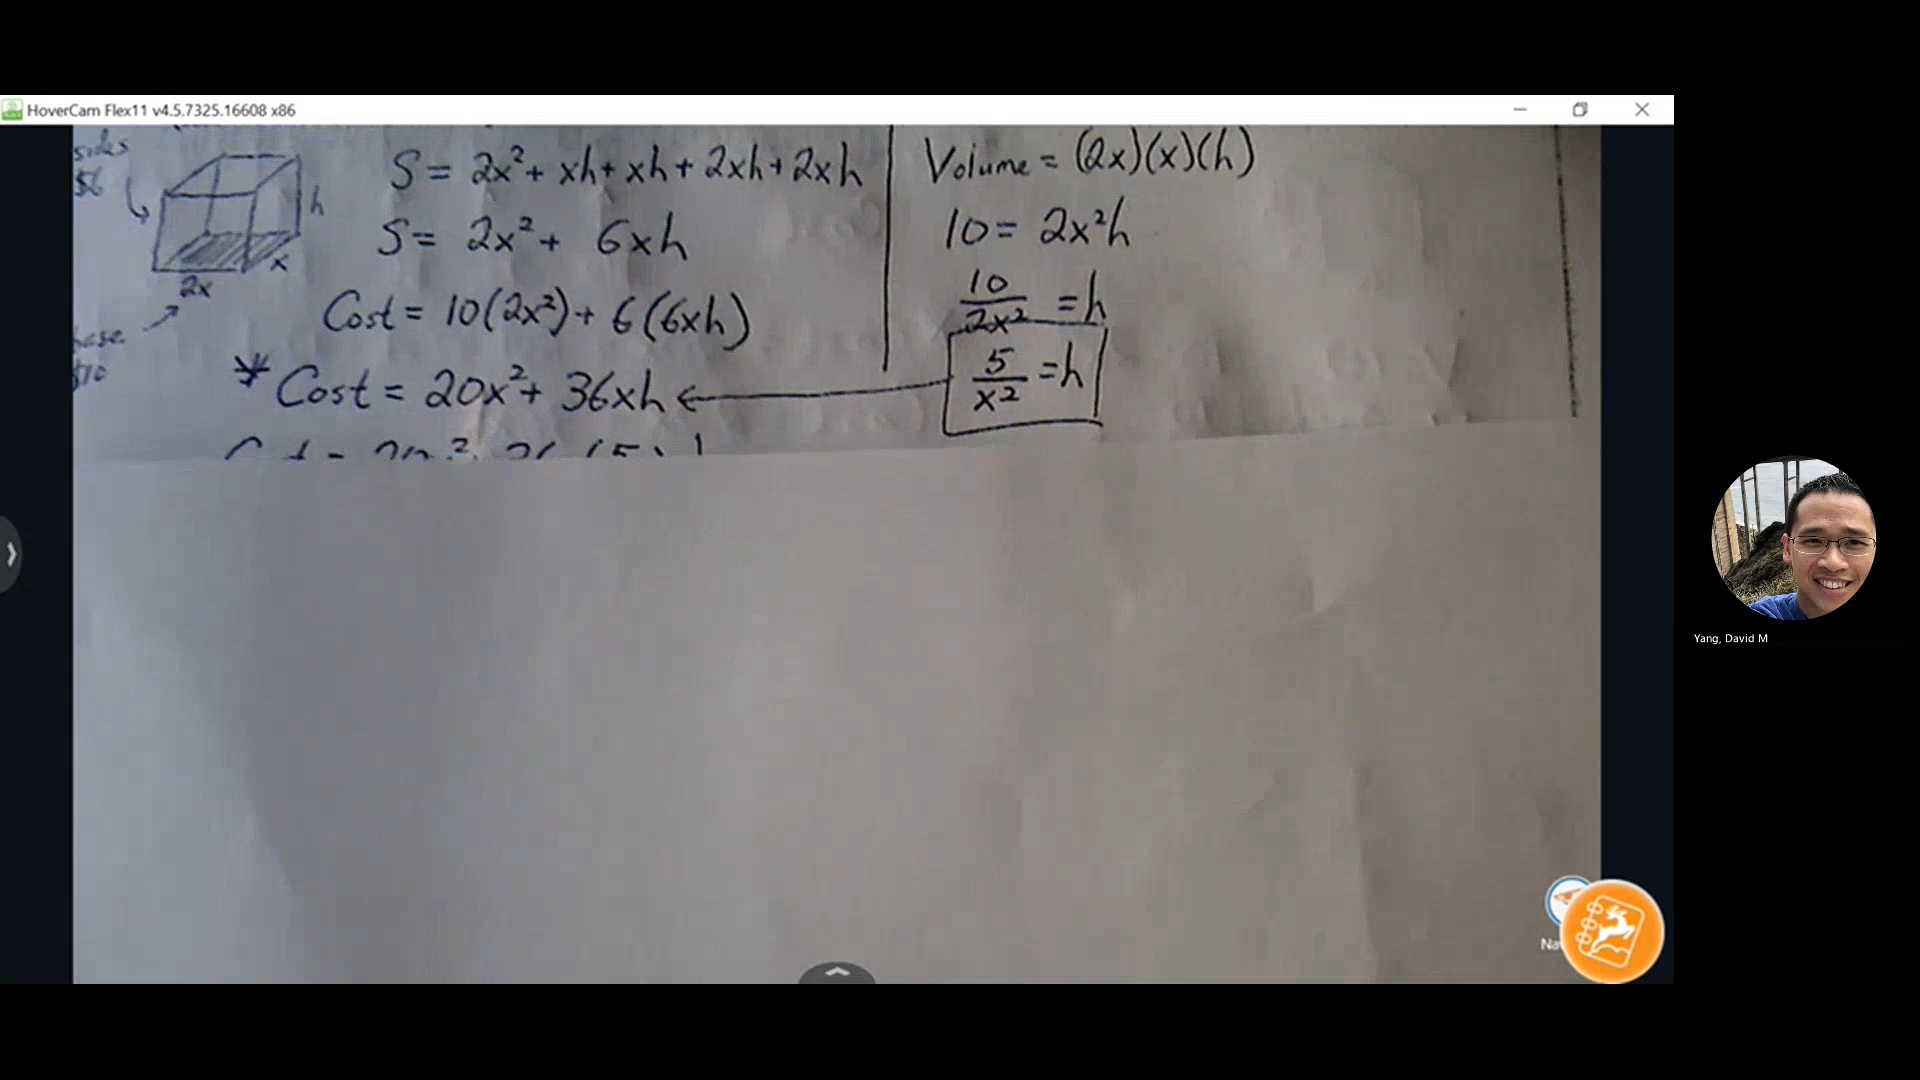 HoverCam Flex11 v4.5.7325.16608 x86
sides
$6
h
x
2x
base
$10
S = 2x² + xh + xh + 2xh + 2xh
S = 2x² + 6xh
Cost = 10(2x²) + 6(6xh)
* Cost = 20x² + 36xh
Volume = (2x)(x)(h)
10 = 2x²h
10/2x² = h
5/x² = h
Yang, David M